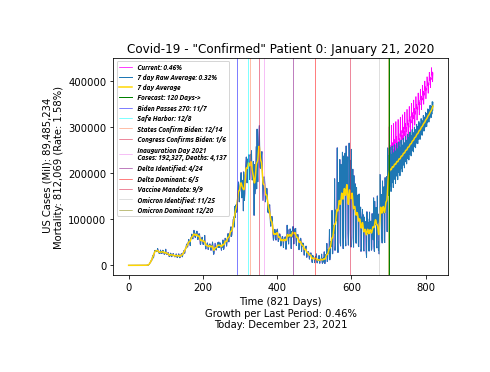 Covid-19 - "Confirmed" Patient 0: January 21, 2020
US Cases (Mil): 89,485,234
Mortality: 812,069 (Rate: 1.58%)
400000
300000
200000
100000
0
Current: 0.46%
7 day Raw Average: 0.32%
7 day Average
Forecast: 120 Days->
Biden Passes 270: 11/7
Safe Harbor: 12/8
States Confirm Biden: 12/14
Congress Confirms Biden: 1/6
Inauguration Day 2021
Cases: 192,327, Deaths: 4,137
Delta Identified: 4/24
Delta Dominant: 6/5
Vaccine Mandate: 9/9
Omicron Identified: 11/25
Omicron Dominant 12/20
0 200 400 600 800
Time (821 Days)
Growth per Last Period: 0.46%
Today: December 23, 2021